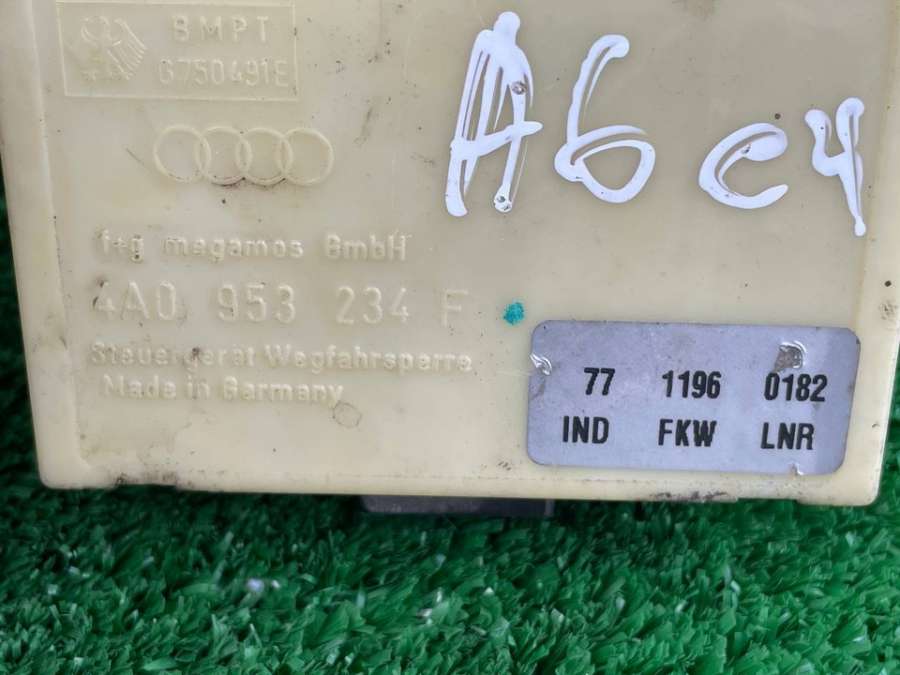 BMPT
G750491E
A6 c4
f+g megamos GmbH
4A0 953 234 F
Steuergerät Wegfahrsperre
Made in Germany
77 1196 0182
IND FKW LNR